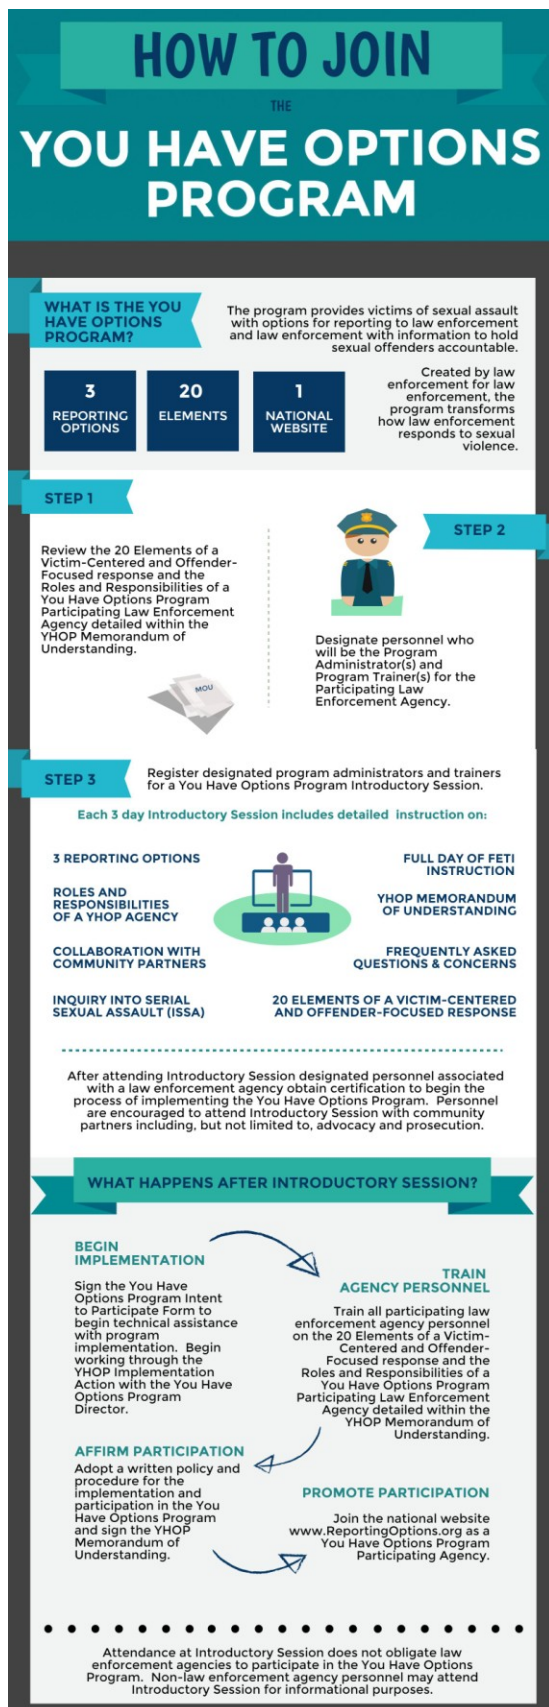 HOW TO JOIN
THE
YOU HAVE OPTIONS
PROGRAM
WHAT IS THE YOU
HAVE OPTIONS
PROGRAM?
The program provides victims of sexual assault
with options for reporting to law enforcement
and law enforcement with information to hold
sexual offenders accountable.
3
REPORTING
OPTIONS
20
ELEMENTS
1
NATIONAL
WEBSITE
Created by law
enforcement for law
enforcement, the
program transforms
how law enforcement
responds to sexual
violence.
STEP 1
Review the 20 Elements of a
Victim-Centered and Offender-
Focused response and the
Roles and Responsibilities of a
You Have Options Program
Participating Law Enforcement
Agency detailed within the
YHOP Memorandum of
Understanding.
MOU
STEP 2
Designate personnel who
will be the Program
Administrator(s) and
Program Trainer(s) for the
Participating Law
Enforcement Agency.
STEP 3
Register designated program administrators and trainers
for a You Have Options Program Introductory Session.
Each 3 day Introductory Session includes detailed instruction on:
3 REPORTING OPTIONS
ROLES AND
RESPONSIBILITIES
OF A YHOP AGENCY
COLLABORATION WITH
COMMUNITY PARTNERS
INQUIRY INTO SERIAL
SEXUAL ASSAULT (ISSA)
FULL DAY OF FETI
INSTRUCTION
YHOP MEMORANDUM
OF UNDERSTANDING
FREQUENTLY ASKED
QUESTIONS & CONCERNS
20 ELEMENTS OF A VICTIM-CENTERED
AND OFFENDER-FOCUSED RESPONSE
After attending Introductory Session designated personnel associated
with a law enforcement agency obtain certification to begin the
process of implementing the You Have Options Program. Personnel
are encouraged to attend Introductory Session with community
partners including, but not limited to, advocacy and prosecution.
WHAT HAPPENS AFTER INTRODUCTORY SESSION?
BEGIN
IMPLEMENTATION
Sign the You Have
Options Program Intent
to Participate Form to
begin technical assistance
with program
implementation. Begin
working through the
YHOP Implementation
Action with the You Have
Options Program
Director.
TRAIN
AGENCY PERSONNEL
Train all participating law
enforcement agency personnel
on the 20 Elements of a Victim-
Centered and Offender-
Focused response and the
Roles and Responsibilities of a
You Have Options Program
Participating Law Enforcement
Agency detailed within the
YHOP Memorandum of
Understanding.
AFFIRM PARTICIPATION
Adopt a written policy and
procedure for the
implementation and
participation in the You
Have Options Program
and sign the YHOP
Memorandum of
Understanding.
PROMOTE PARTICIPATION
Join the national website
www.ReportingOptions.org as a
You Have Options Program
Participating Agency.
Attendance at Introductory Session does not obligate law
enforcement agencies to participate in the You Have Options
Program. Non-law enforcement agency personnel may attend
Introductory Session for informational purposes.